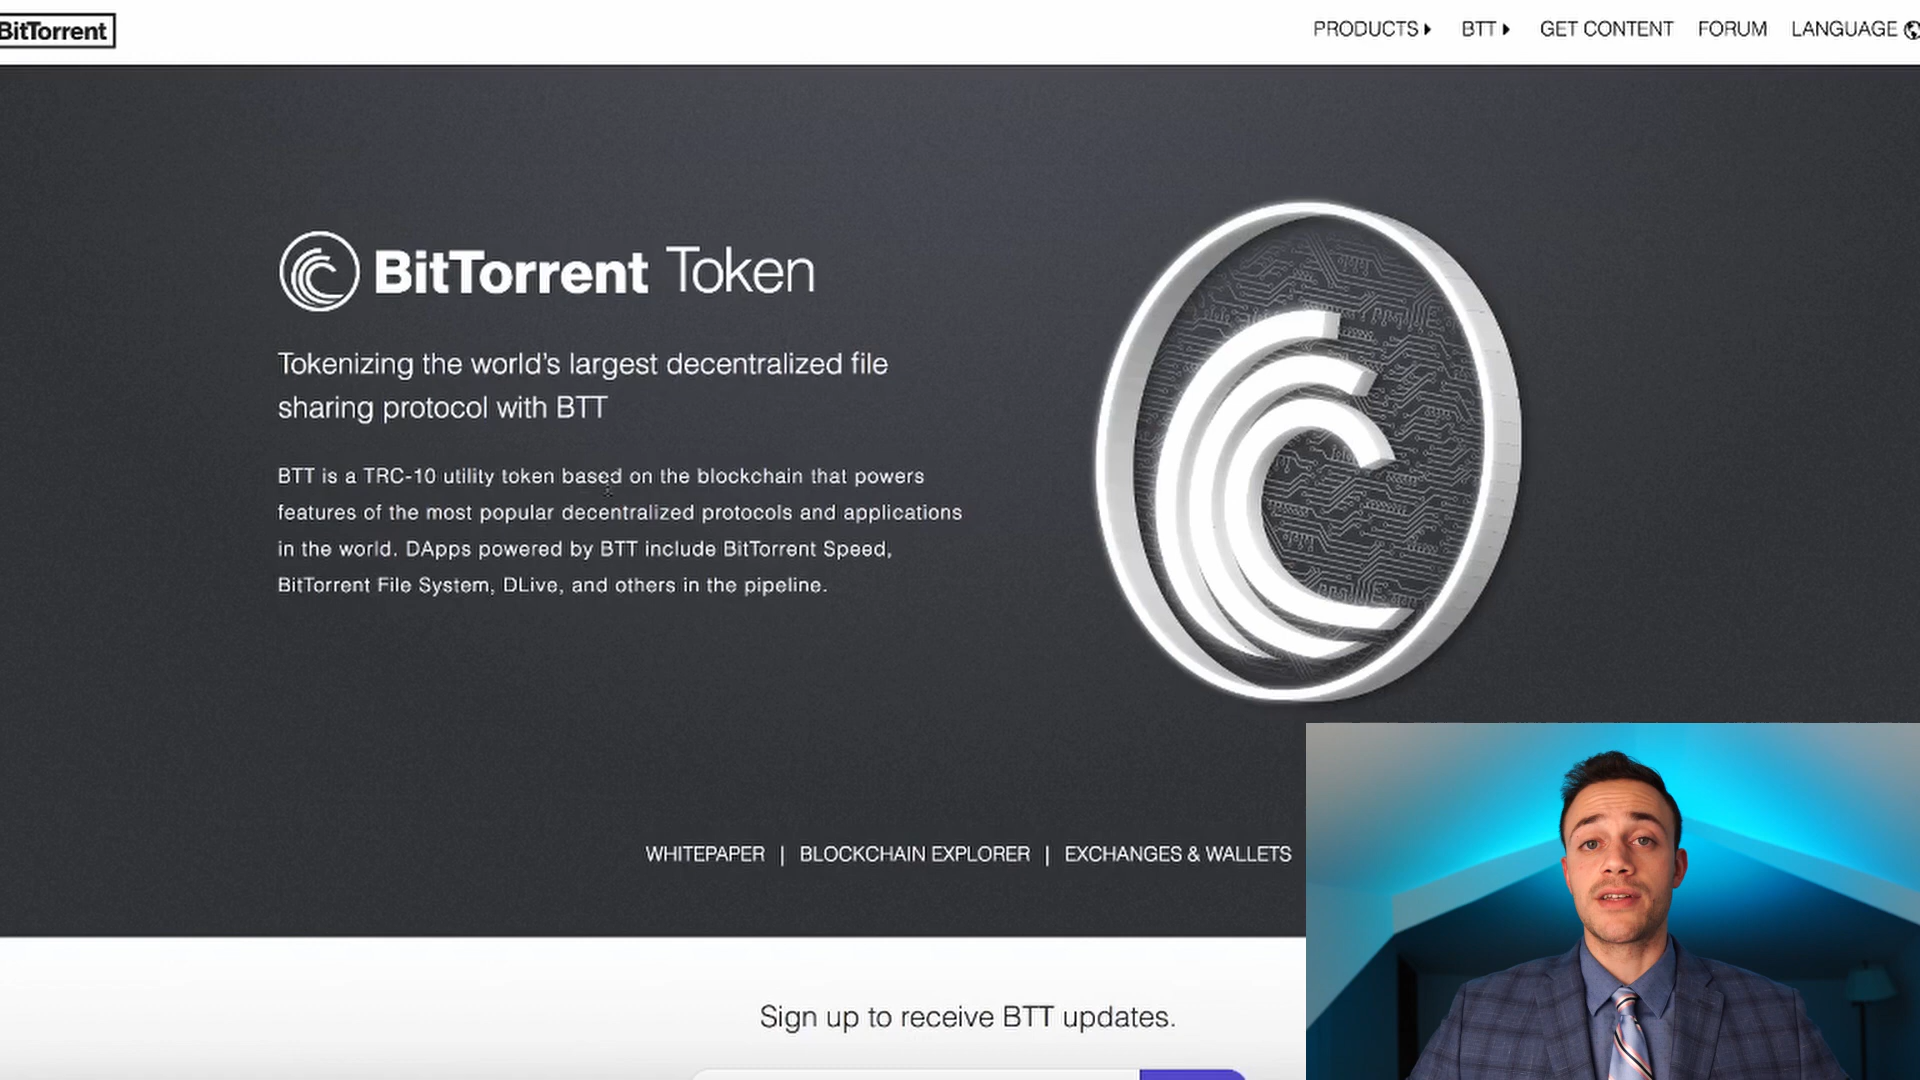 BitTorrent
PRODUCTS BTT GET CONTENT FORUM LANGUAGE
BitTorrent Token
Tokenizing the world's largest decentralized file
sharing protocol with BTT
BTT is a TRC-10 utility token based on the blockchain that powers
features of the most popular decentralized protocols and applications
in the world. DApps powered by BTT include BitTorrent Speed,
BitTorrent File System, DLive, and others in the pipeline.
WHITEPAPER | BLOCKCHAIN EXPLORER | EXCHANGES & WALLETS
Sign up to receive BTT updates.